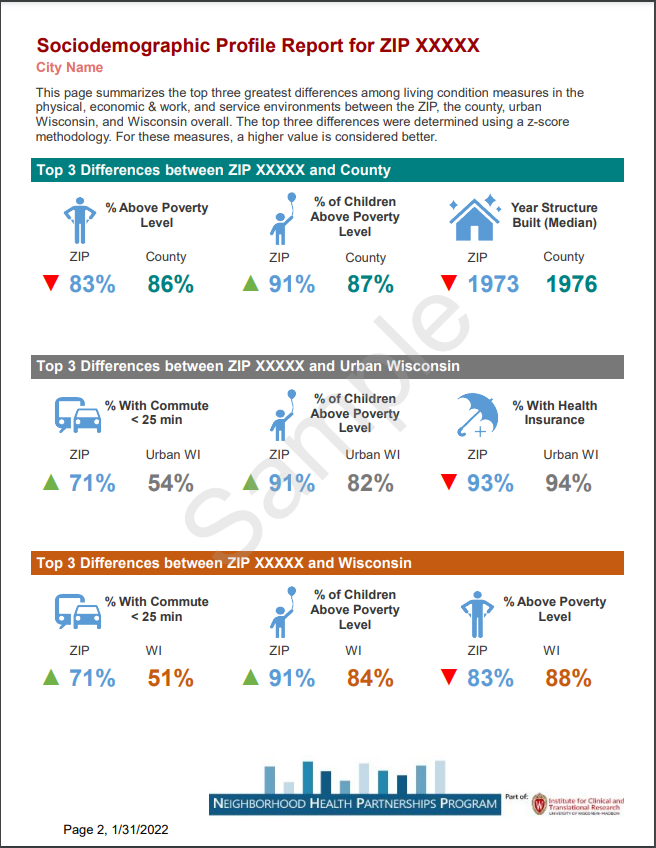 Sociodemographic Profile Report for ZIP XXXXX
City Name
This page summarizes the top three greatest differences among living condition measures in the
physical, economic & work, and service environments between the ZIP, the county, urban
Wisconsin, and Wisconsin overall. The top three differences were determined using a z-score
methodology. For these measures, a higher value is considered better.
Top 3 Differences between ZIP XXXXX and County
% Above Poverty
Level
ZIP County
83% 86%
% of Children
Above Poverty
Level
ZIP County
91% 87%
Year Structure
Built (Median)
ZIP County
1973 1976
Top 3 Differences between ZIP XXXXX and Urban Wisconsin
% With Commute
< 25 min
ZIP Urban WI
71% 54%
% of Children
Above Poverty
Level
ZIP Urban WI
91% 82%
% With Health
Insurance
ZIP Urban WI
93% 94%
Top 3 Differences between ZIP XXXXX and Wisconsin
% With Commute
< 25 min
ZIP WI
71% 51%
% of Children
Above Poverty
Level
ZIP WI
91% 84%
% Above Poverty
Level
ZIP WI
83% 88%
Sample
NEIGHBORHOOD HEALTH PARTNERSHIPS PROGRAM
Part of:
Institute for Clinical and
Translational Research
UNIVERSITY OF WISCONSIN-MADISON
Page 2, 1/31/2022